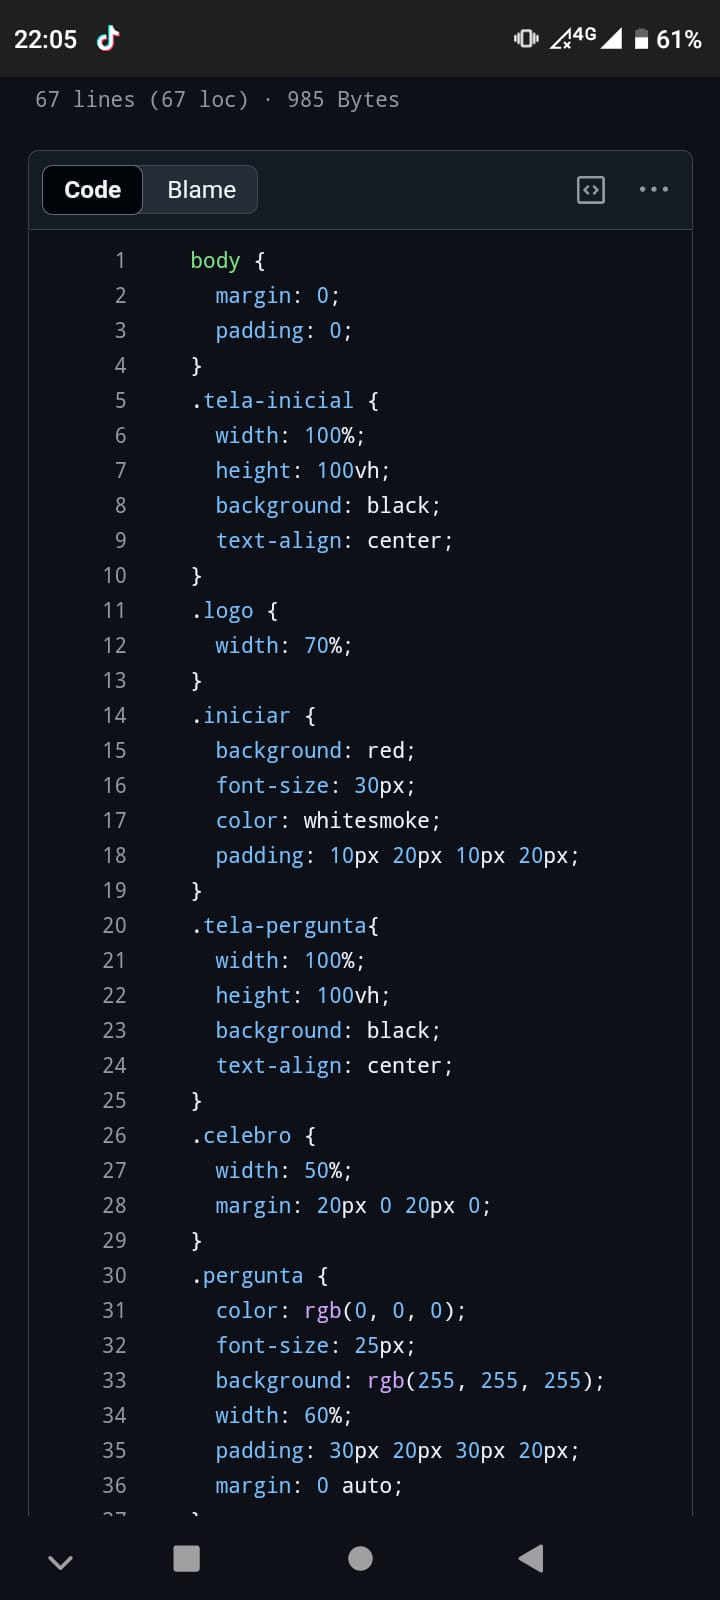 22:05 4G 61%
67 lines (67 loc) · 985 Bytes
Code Blame
1 body {
2 margin: 0;
3 padding: 0;
4 }
5 .tela-inicial {
6 width: 100%;
7 height: 100vh;
8 background: black;
9 text-align: center;
10 }
11 .logo {
12 width: 70%;
13 }
14 .iniciar {
15 background: red;
16 font-size: 30px;
17 color: whitesmoke;
18 padding: 10px 20px 10px 20px;
19 }
20 .tela-pergunta{
21 width: 100%;
22 height: 100vh;
23 background: black;
24 text-align: center;
25 }
26 .celebro {
27 width: 50%;
28 margin: 20px 0 20px 0;
29 }
30 .pergunta {
31 color: rgb(0, 0, 0);
32 font-size: 25px;
33 background: rgb(255, 255, 255);
34 width: 60%;
35 padding: 30px 20px 30px 20px;
36 margin: 0 auto;